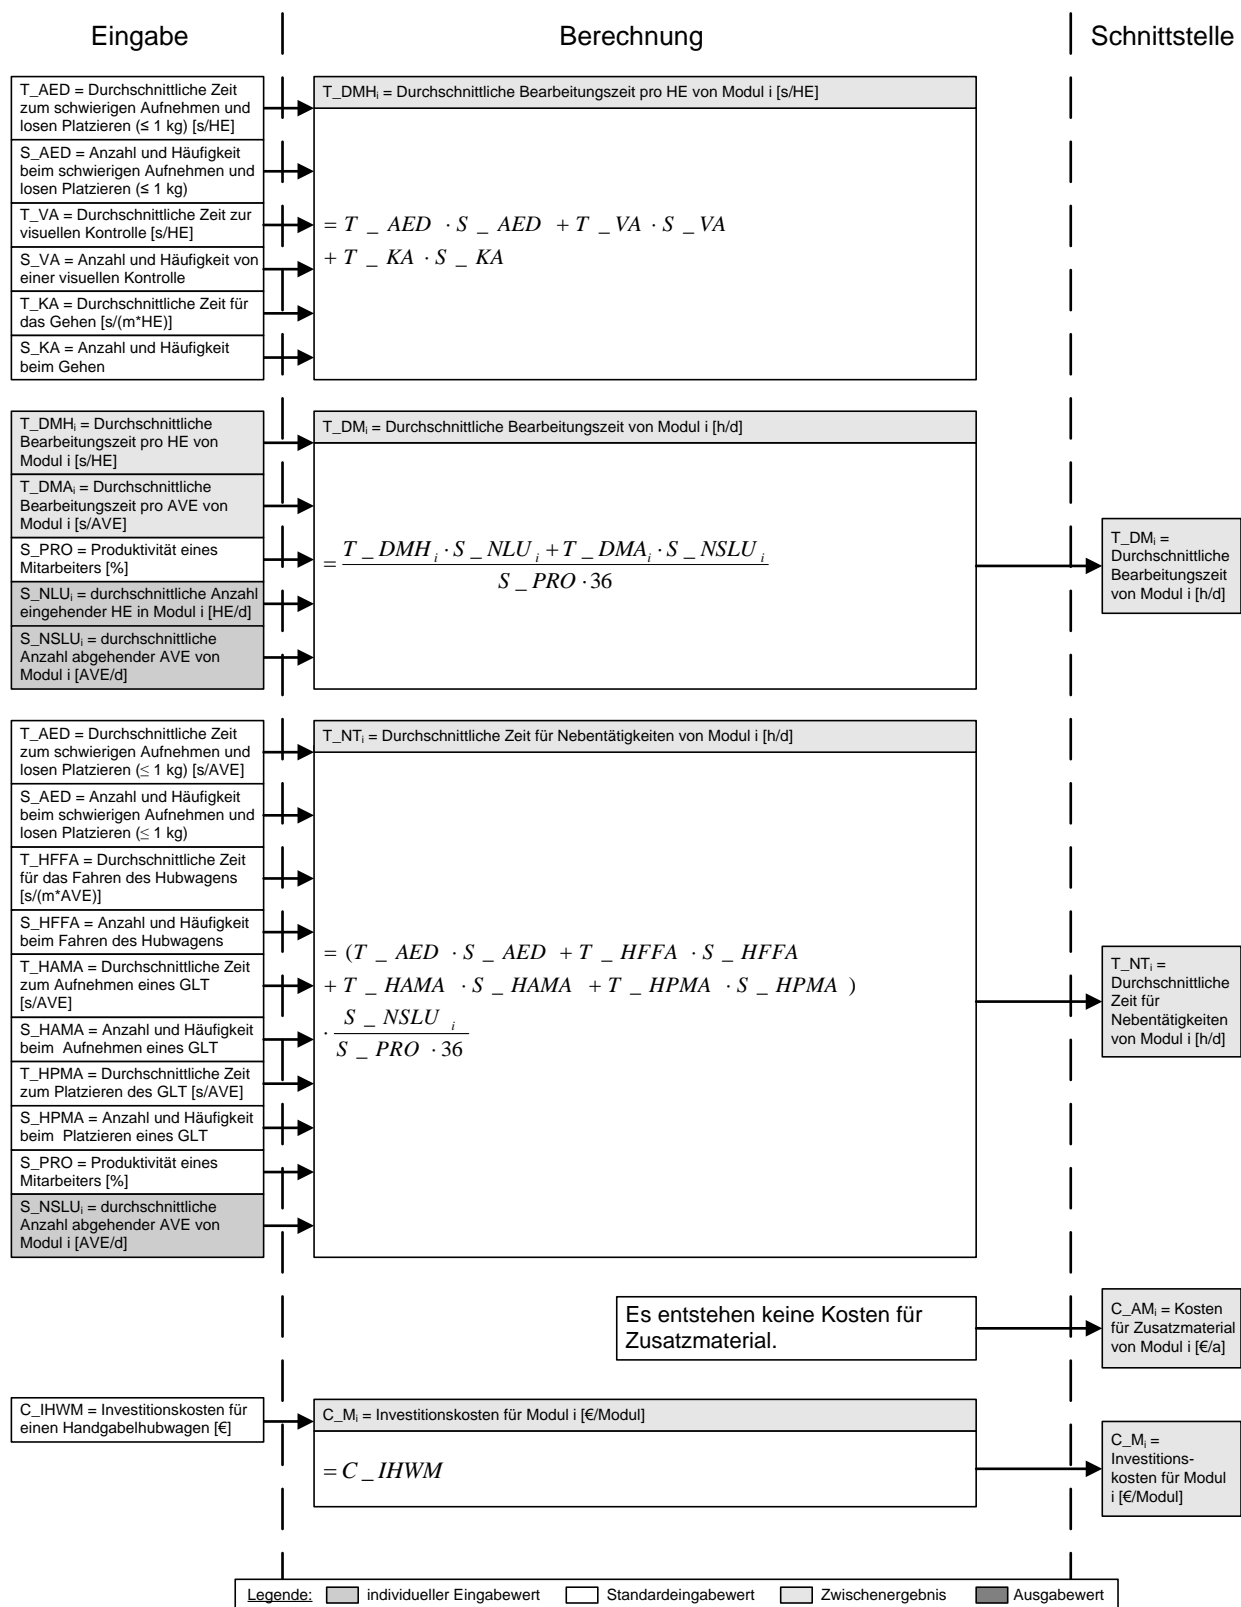 Eingabe
Berechnung
Schnittstelle
T_AED = Durchschnittliche Zeit
zum schwierigen Aufnehmen und
losen Platzieren (≤ 1 kg) [s/HE]
S_AED = Anzahl und Häufigkeit
beim schwierigen Aufnehmen und
losen Platzieren (≤ 1 kg)
T_VA = Durchschnittliche Zeit zur
visuellen Kontrolle [s/HE]
S_VA = Anzahl und Häufigkeit von
einer visuellen Kontrolle
T_KA = Durchschnittliche Zeit für
das Gehen [s/(m*HE)]
S_KA = Anzahl und Häufigkeit
beim Gehen
T_DMHᵢ = Durchschnittliche Bearbeitungszeit pro HE von Modul i [s/HE]
= T _ AED · S _ AED + T _ VA · S _ VA
+ T _ KA · S _ KA
T_DMHᵢ = Durchschnittliche
Bearbeitungszeit pro HE von
Modul i [s/HE]
T_DMAᵢ = Durchschnittliche
Bearbeitungszeit pro AVE von
Modul i [s/AVE]
S_PRO = Produktivität eines
Mitarbeiters [%]
S_NLUᵢ = durchschnittliche Anzahl
eingehender HE in Modul i [HE/d]
S_NSLUᵢ = durchschnittliche
Anzahl abgehender AVE von
Modul i [AVE/d]
T_DMᵢ = Durchschnittliche Bearbeitungszeit von Modul i [h/d]
= T _ DMH ᵢ · S _ NLU ᵢ + T _ DMA ᵢ · S _ NSLU ᵢ
S _ PRO · 36
T_DMᵢ =
Durchschnittliche
Bearbeitungszeit
von Modul i [h/d]
T_AED = Durchschnittliche Zeit
zum schwierigen Aufnehmen und
losen Platzieren (≤ 1 kg) [s/AVE]
S_AED = Anzahl und Häufigkeit
beim schwierigen Aufnehmen und
losen Platzieren (≤ 1 kg)
T_HFFA = Durchschnittliche Zeit
für das Fahren des Hubwagens
[s/(m*AVE)]
S_HFFA = Anzahl und Häufigkeit
beim Fahren des Hubwagens
T_HAMA = Durchschnittliche Zeit
zum Aufnehmen eines GLT
[s/AVE]
S_HAMA = Anzahl und Häufigkeit
beim  Aufnehmen eines GLT
T_HPMA = Durchschnittliche Zeit
zum Platzieren des GLT [s/AVE]
S_HPMA = Anzahl und Häufigkeit
beim  Platzieren eines GLT
S_PRO = Produktivität eines
Mitarbeiters [%]
S_NSLUᵢ = durchschnittliche
Anzahl abgehender AVE von
Modul i [AVE/d]
T_NTᵢ = Durchschnittliche Zeit für Nebentätigkeiten von Modul i [h/d]
= (T _ AED · S _ AED + T _ HFFA · S _ HFFA
+ T _ HAMA · S _ HAMA + T _ HPMA · S _ HPMA )
· S _ NSLU ᵢ
S _ PRO · 36
T_NTᵢ =
Durchschnittliche
Zeit für
Nebentätigkeiten
von Modul i [h/d]
Es entstehen keine Kosten für
Zusatzmaterial.
C_AMᵢ = Kosten
für Zusatzmaterial
von Modul i [€/a]
C_IHWM = Investitionskosten für
einen Handgabelhubwagen [€]
C_Mᵢ = Investitionskosten für Modul i [€/Modul]
= C _ IHWM
C_Mᵢ =
Investitions-
kosten für Modul
i [€/Modul]
Legende: individueller Eingabewert Standardeingabewert Zwischenergebnis Ausgabewert